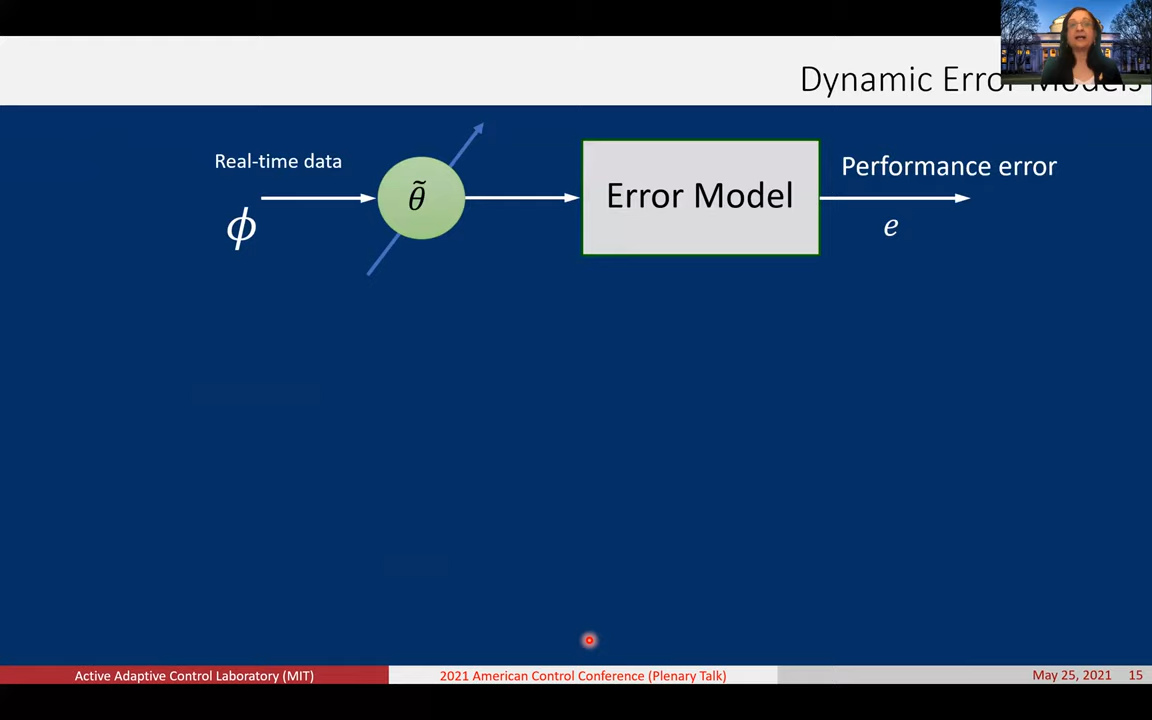 Dynamic Error Models
Real-time data
ϕ
θ̃
Error Model
Performance error
e
Active Adaptive Control Laboratory (MIT)
2021 American Control Conference (Plenary Talk)
May 25, 2021 15